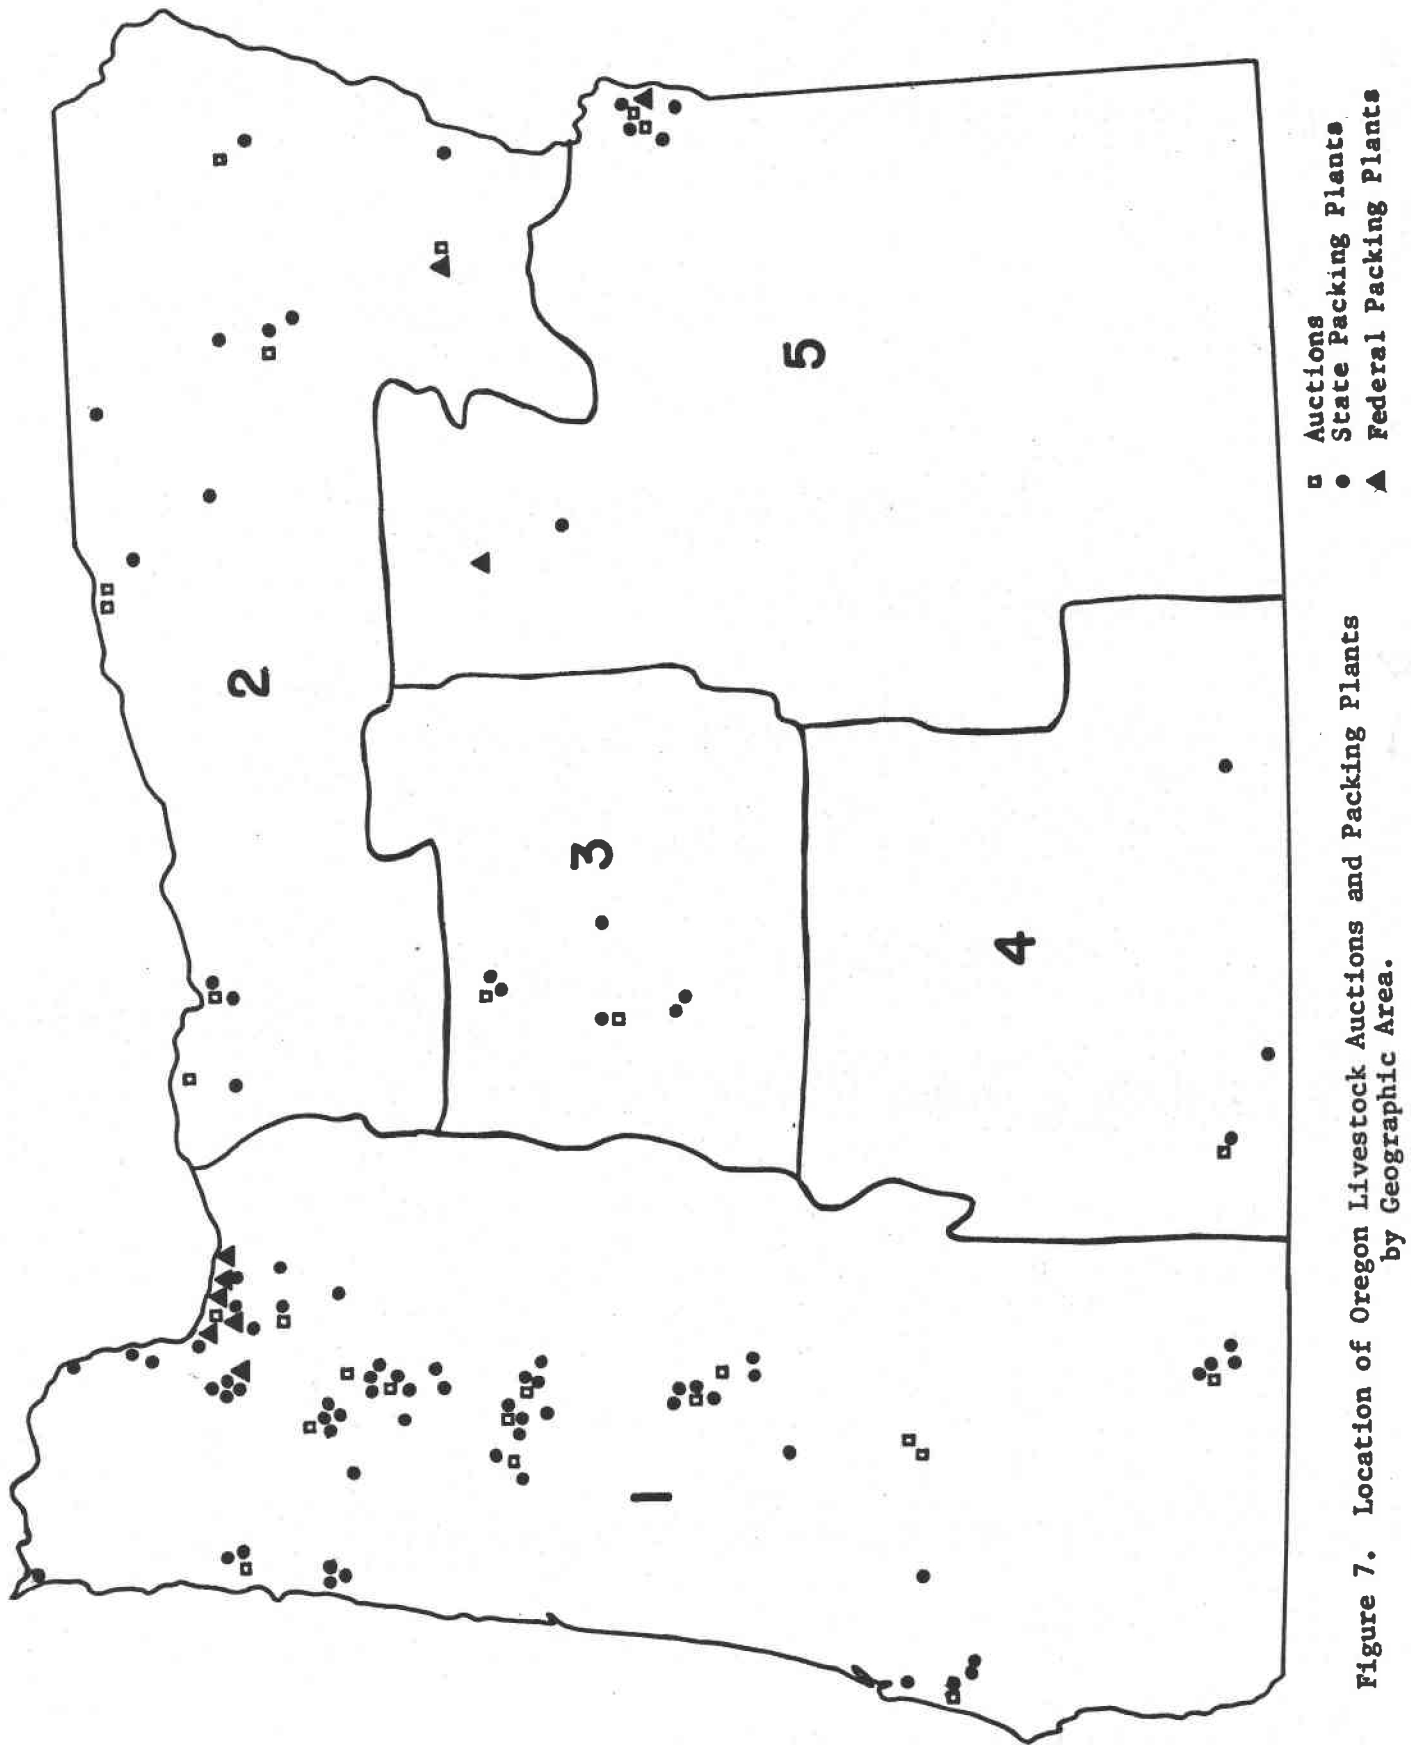 2
5
3
4
1
□ Auctions
● State Packing Plants
▲ Federal Packing Plants
Figure 7. Location of Oregon Livestock Auctions and Packing Plants
by Geographic Area.